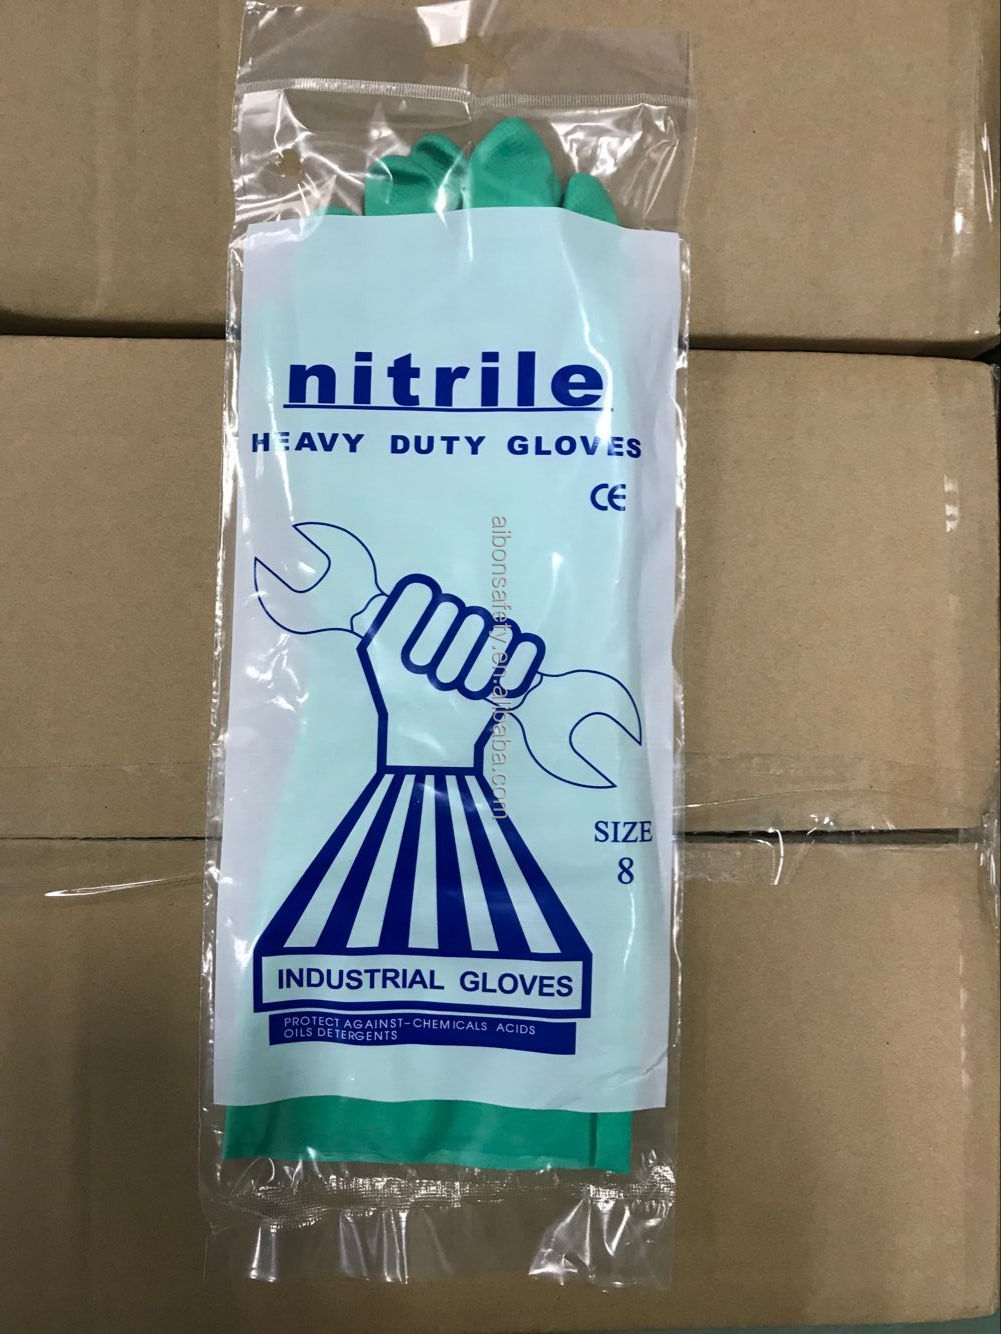 nitrile
HEAVY DUTY GLOVES
CE
aibonsafety.en.alibaba.com
SIZE
8
INDUSTRIAL GLOVES
PROTECT AGAINST-CHEMICALS ACIDS
OILS DETERGENTS